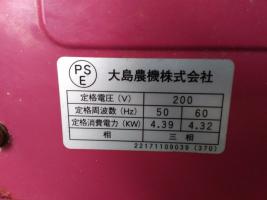 PS
E
大島農機株式会社
定格電圧(V) 200
定格周波数(Hz) 50 60
定格消費電力(KW) 4.39 4.32
相 三相
22171109039 (370)